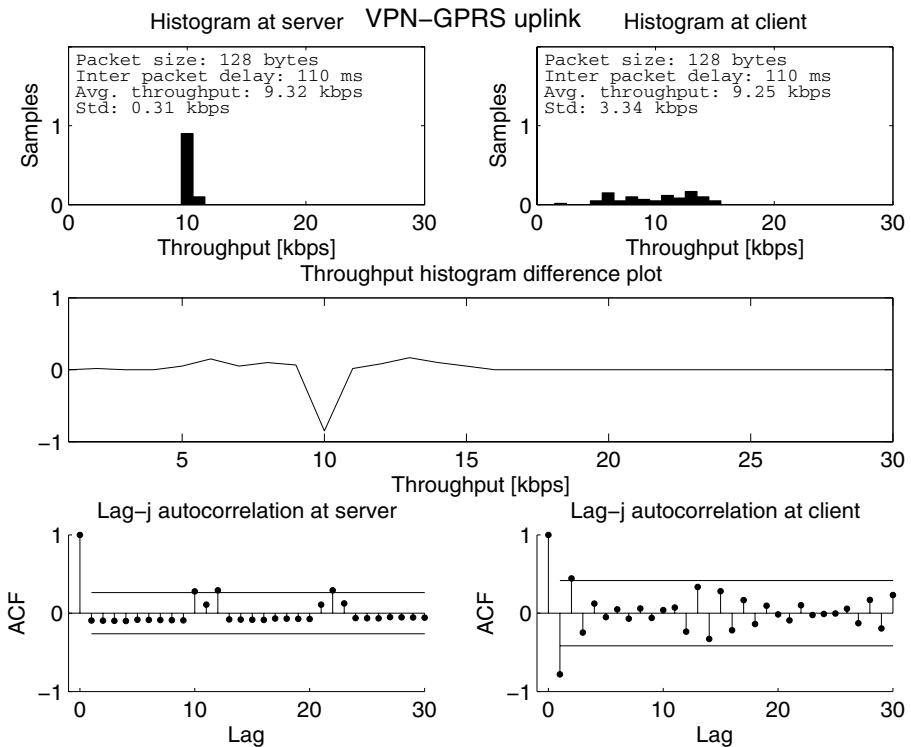 VPN−GPRS uplink
Histogram at server
Packet size: 128 bytes
Inter packet delay: 110 ms
Avg. throughput: 9.32 kbps
Std: 0.31 kbps
Samples
1
0
0 10 20 30
Throughput [kbps]
Histogram at client
Packet size: 128 bytes
Inter packet delay: 110 ms
Avg. throughput: 9.25 kbps
Std: 3.34 kbps
Samples
1
0
0 10 20 30
Throughput [kbps]
Throughput histogram difference plot
1
0
−1
5 10 15 20 25 30
Throughput [kbps]
Lag−j autocorrelation at server
ACF
1
0
−1
0 10 20 30
Lag
Lag−j autocorrelation at client
ACF
1
0
−1
0 10 20 30
Lag